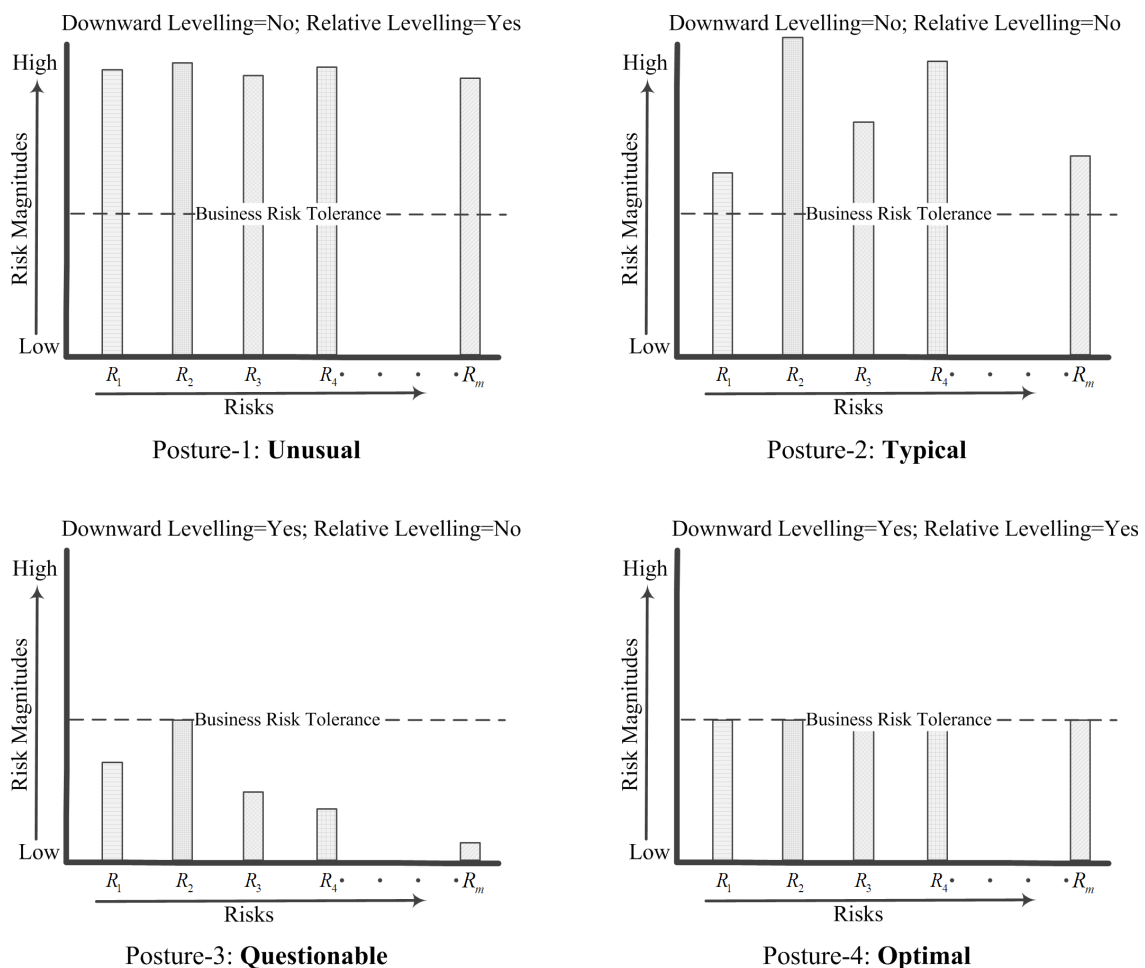 Downward Levelling=No; Relative Levelling=Yes
High
Risk Magnitudes
Business Risk Tolerance
Low
R1 R2 R3 R4 . . . . Rm
Risks
Posture-1: Unusual
Downward Levelling=No; Relative Levelling=No
High
Risk Magnitudes
Business Risk Tolerance
Low
R1 R2 R3 R4 . . . . Rm
Risks
Posture-2: Typical
Downward Levelling=Yes; Relative Levelling=No
High
Risk Magnitudes
Business Risk Tolerance
Low
R1 R2 R3 R4 . . . . Rm
Risks
Posture-3: Questionable
Downward Levelling=Yes; Relative Levelling=Yes
High
Risk Magnitudes
Business Risk Tolerance
Low
R1 R2 R3 R4 . . . . Rm
Risks
Posture-4: Optimal